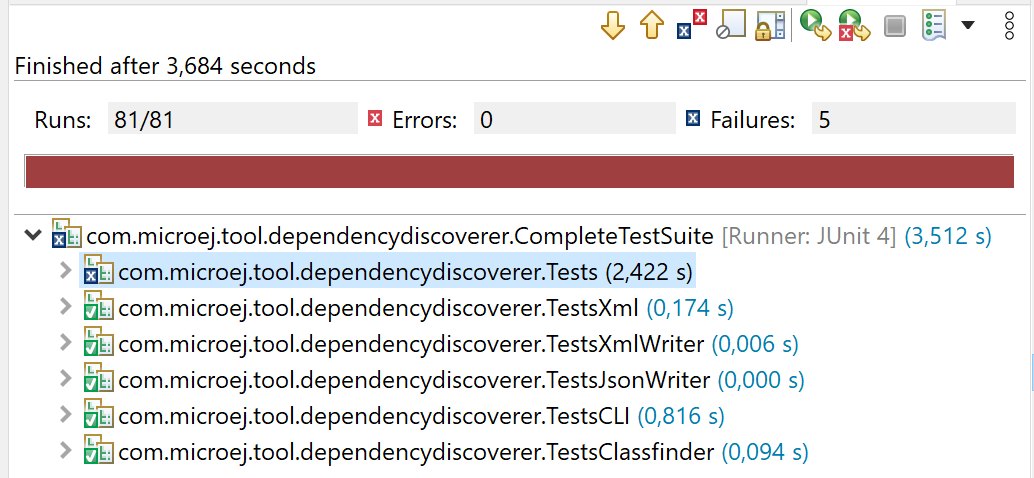 Finished after 3,684 seconds
Runs: 81/81 Errors: 0 Failures: 5
com.microej.tool.dependencydiscoverer.CompleteTestSuite [Runner: JUnit 4] (3,512 s)
com.microej.tool.dependencydiscoverer.Tests (2,422 s)
com.microej.tool.dependencydiscoverer.TestsXml (0,174 s)
com.microej.tool.dependencydiscoverer.TestsXmlWriter (0,006 s)
com.microej.tool.dependencydiscoverer.TestsJsonWriter (0,000 s)
com.microej.tool.dependencydiscoverer.TestsCLI (0,816 s)
com.microej.tool.dependencydiscoverer.TestsClassfinder (0,094 s)